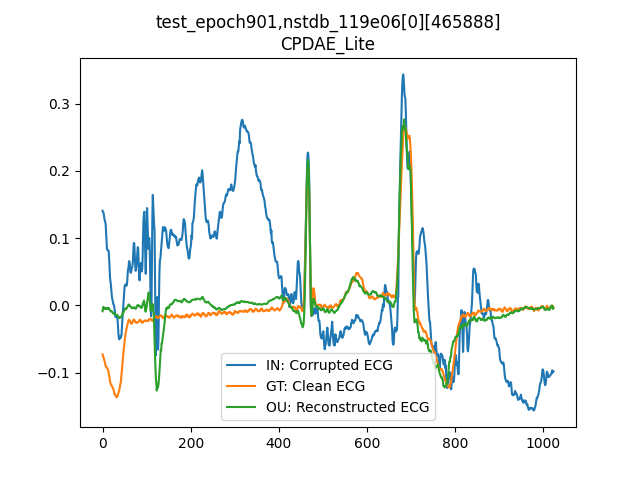 test_epoch901,nstdb_119e06[0][465888]
CPDAE_Lite
0.3
0.2
0.1
0.0
−0.1
IN: Corrupted ECG
GT: Clean ECG
OU: Reconstructed ECG
0 200 400 600 800 1000